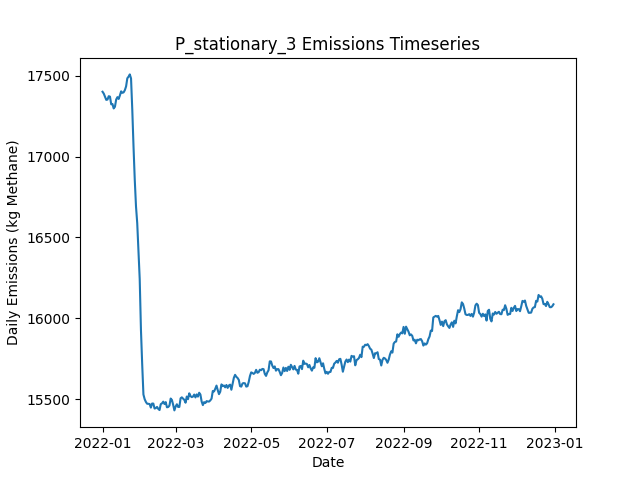 P_stationary_3 Emissions Timeseries
17500
17000
16500
16000
15500
Daily Emissions (kg Methane)
2022-01 2022-03 2022-05 2022-07 2022-09 2022-11 2023-01
Date